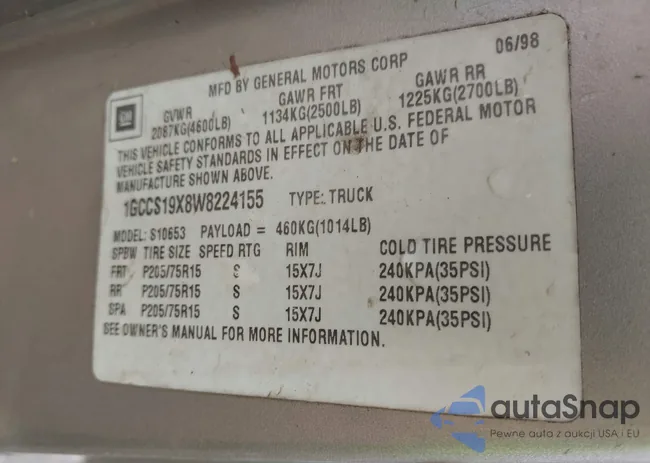 06/98
MFD BY GENERAL MOTORS CORP
GM
GVWR GAWR FRT GAWR RR
2087KG(4600LB) 1134KG(2500LB) 1225KG(2700LB)
THIS VEHICLE CONFORMS TO ALL APPLICABLE U.S. FEDERAL MOTOR
VEHICLE SAFETY STANDARDS IN EFFECT ON THE DATE OF
MANUFACTURE SHOWN ABOVE.
1GCCS19X8W8224155 TYPE: TRUCK
MODEL: S10653 PAYLOAD = 460KG(1014LB)
SPBW TIRE SIZE SPEED RTG RIM COLD TIRE PRESSURE
FRT P205/75R15 S 15X7J 240KPA(35PSI)
RR P205/75R15 S 15X7J 240KPA(35PSI)
SPA P205/75R15 S 15X7J 240KPA(35PSI)
SEE OWNER'S MANUAL FOR MORE INFORMATION.
autaSnap
Pewne auta z aukcji USA i EU